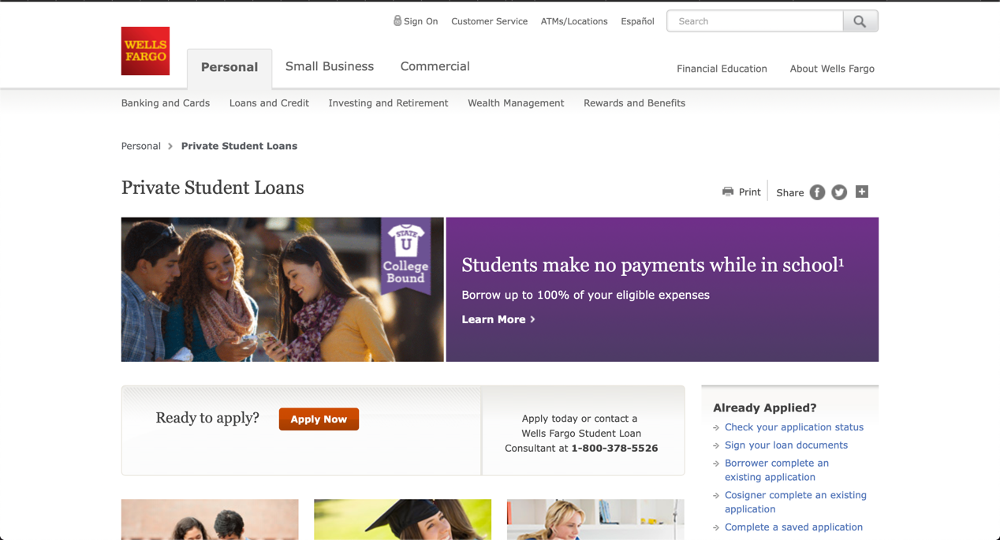 Sign On Customer Service ATMs/Locations Español Search
WELLS
FARGO
Personal Small Business Commercial
Financial Education About Wells Fargo
Banking and Cards Loans and Credit Investing and Retirement Wealth Management Rewards and Benefits
Personal > Private Student Loans
Private Student Loans
Print Share
STATE
U
College
Bound
Students make no payments while in school¹
Borrow up to 100% of your eligible expenses
Learn More >
Ready to apply? Apply Now
Apply today or contact a
Wells Fargo Student Loan
Consultant at 1-800-378-5526
Already Applied?
Check your application status
Sign your loan documents
Borrower complete an
existing application
Cosigner complete an existing
application
Complete a saved application